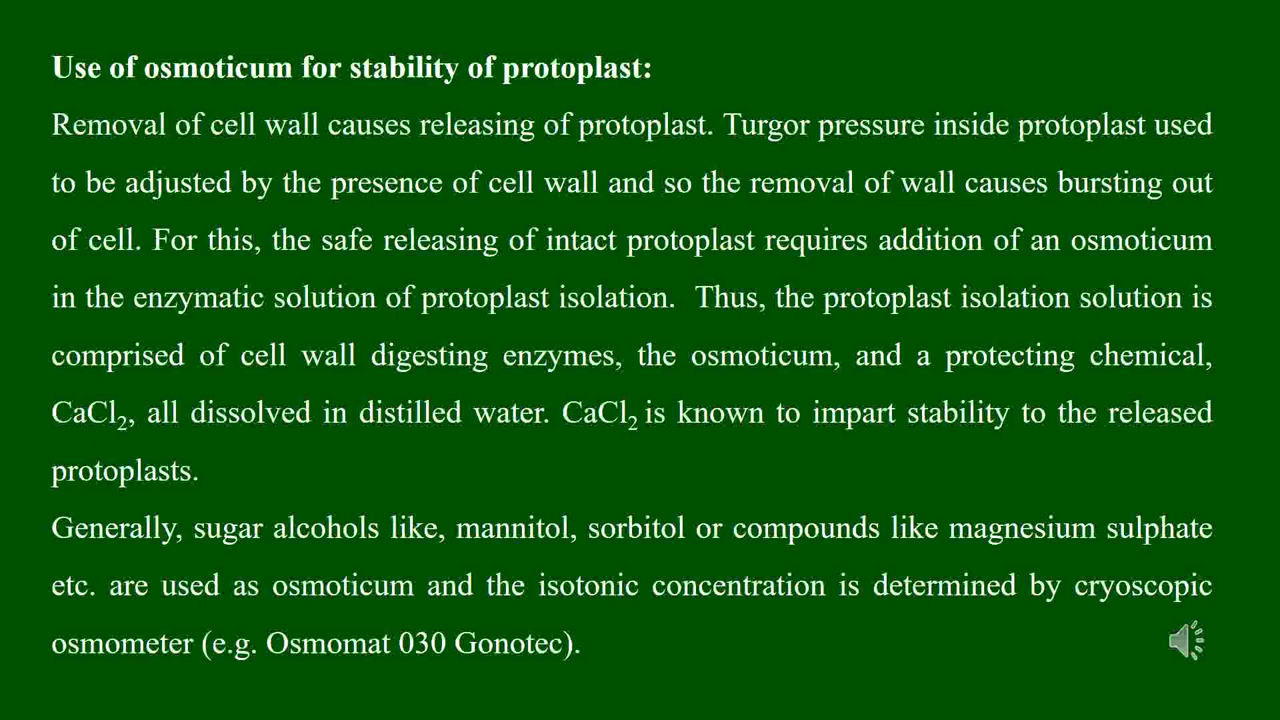 Use of osmoticum for stability of protoplast:
Removal of cell wall causes releasing of protoplast. Turgor pressure inside protoplast used
to be adjusted by the presence of cell wall and so the removal of wall causes bursting out
of cell. For this, the safe releasing of intact protoplast requires addition of an osmoticum
in the enzymatic solution of protoplast isolation.  Thus, the protoplast isolation solution is
comprised of cell wall digesting enzymes, the osmoticum, and a protecting chemical,
CaCl₂, all dissolved in distilled water. CaCl₂ is known to impart stability to the released
protoplasts.
Generally, sugar alcohols like, mannitol, sorbitol or compounds like magnesium sulphate
etc. are used as osmoticum and the isotonic concentration is determined by cryoscopic
osmometer (e.g. Osmomat 030 Gonotec).